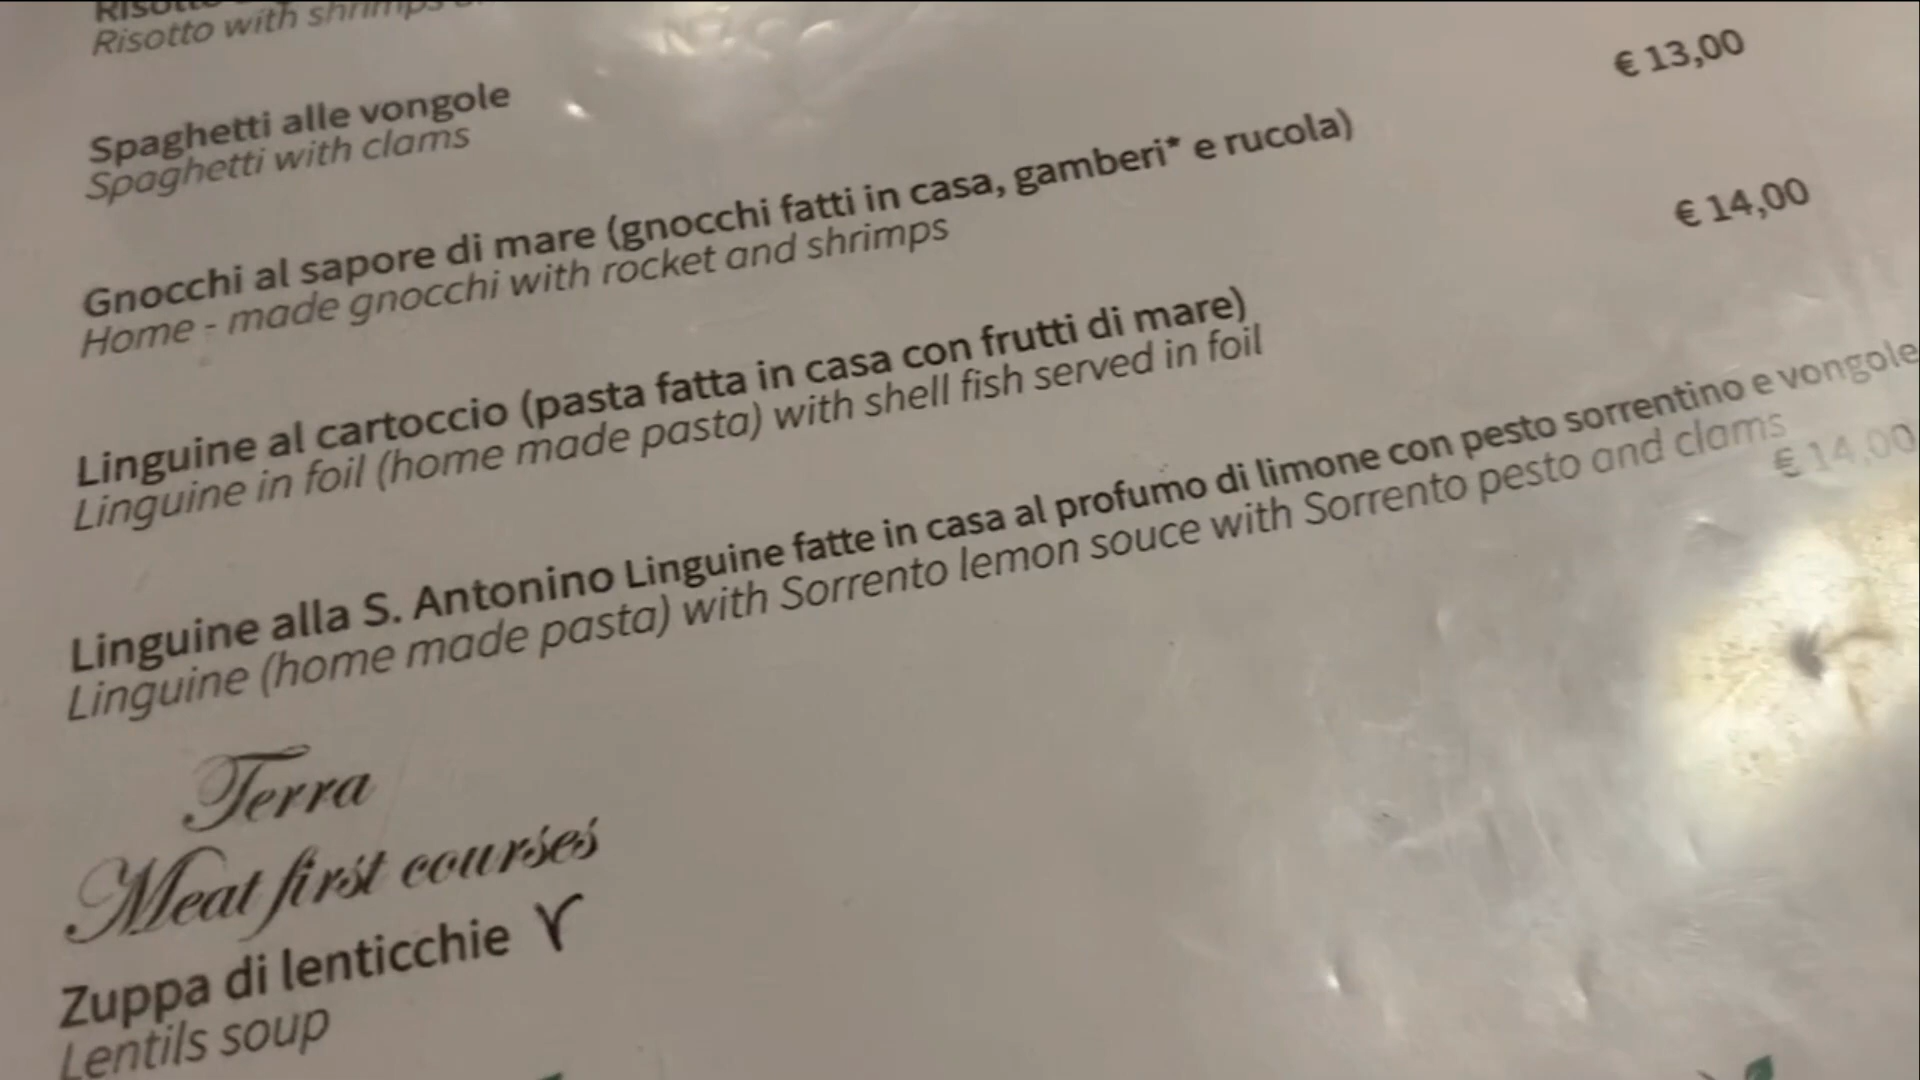 Risotto
Risotto with shrimps
Spaghetti alle vongole
Spaghetti with clams
€ 13,00
Gnocchi al sapore di mare (gnocchi fatti in casa, gamberi* e rucola)
Home - made gnocchi with rocket and shrimps
€ 14,00
Linguine al cartoccio (pasta fatta in casa con frutti di mare)
Linguine in foil (home made pasta) with shell fish served in foil
Linguine alla S. Antonino Linguine fatte in casa al profumo di limone con pesto sorrentino e vongole
Linguine (home made pasta) with Sorrento lemon souce with Sorrento pesto and clams
€ 14,00
Terra
Meat first courses
Zuppa di lenticchie V
Lentils soup